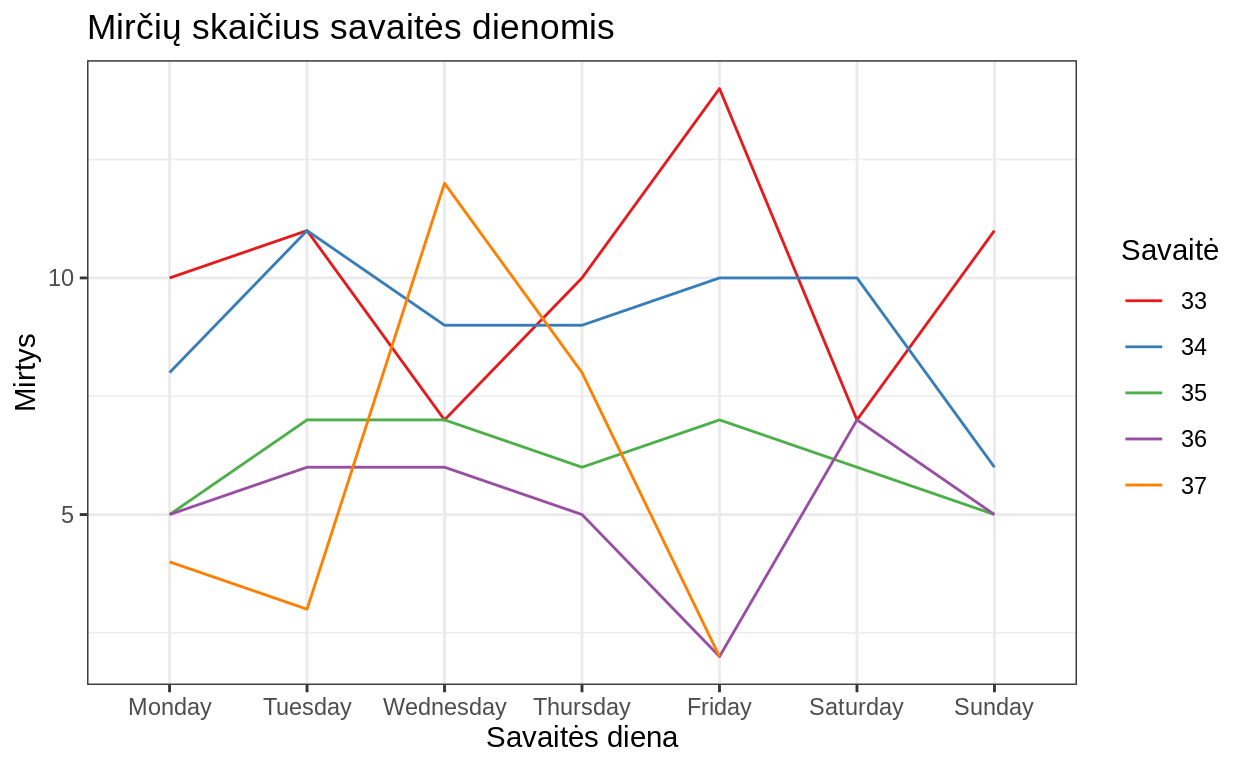 Mirčių skaičius savaitės dienomis
Mirtys
10
5
Monday Tuesday Wednesday Thursday Friday Saturday Sunday
Savaitės diena
Savaitė
33
34
35
36
37